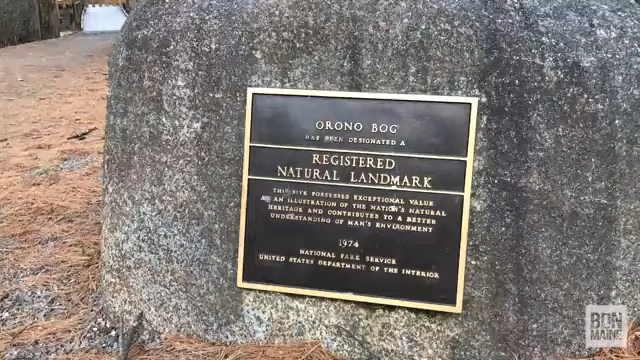 ORONO BOG
HAS BEEN DESIGNATED A
REGISTERED
NATURAL LANDMARK
THIS SITE POSSESSES EXCEPTIONAL VALUE
AS AN ILLUSTRATION OF THE NATION'S NATURAL
HERITAGE AND CONTRIBUTES TO A BETTER
UNDERSTANDING OF MAN'S ENVIRONMENT
1974
NATIONAL PARK SERVICE
UNITED STATES DEPARTMENT OF THE INTERIOR
BDN
MAINE